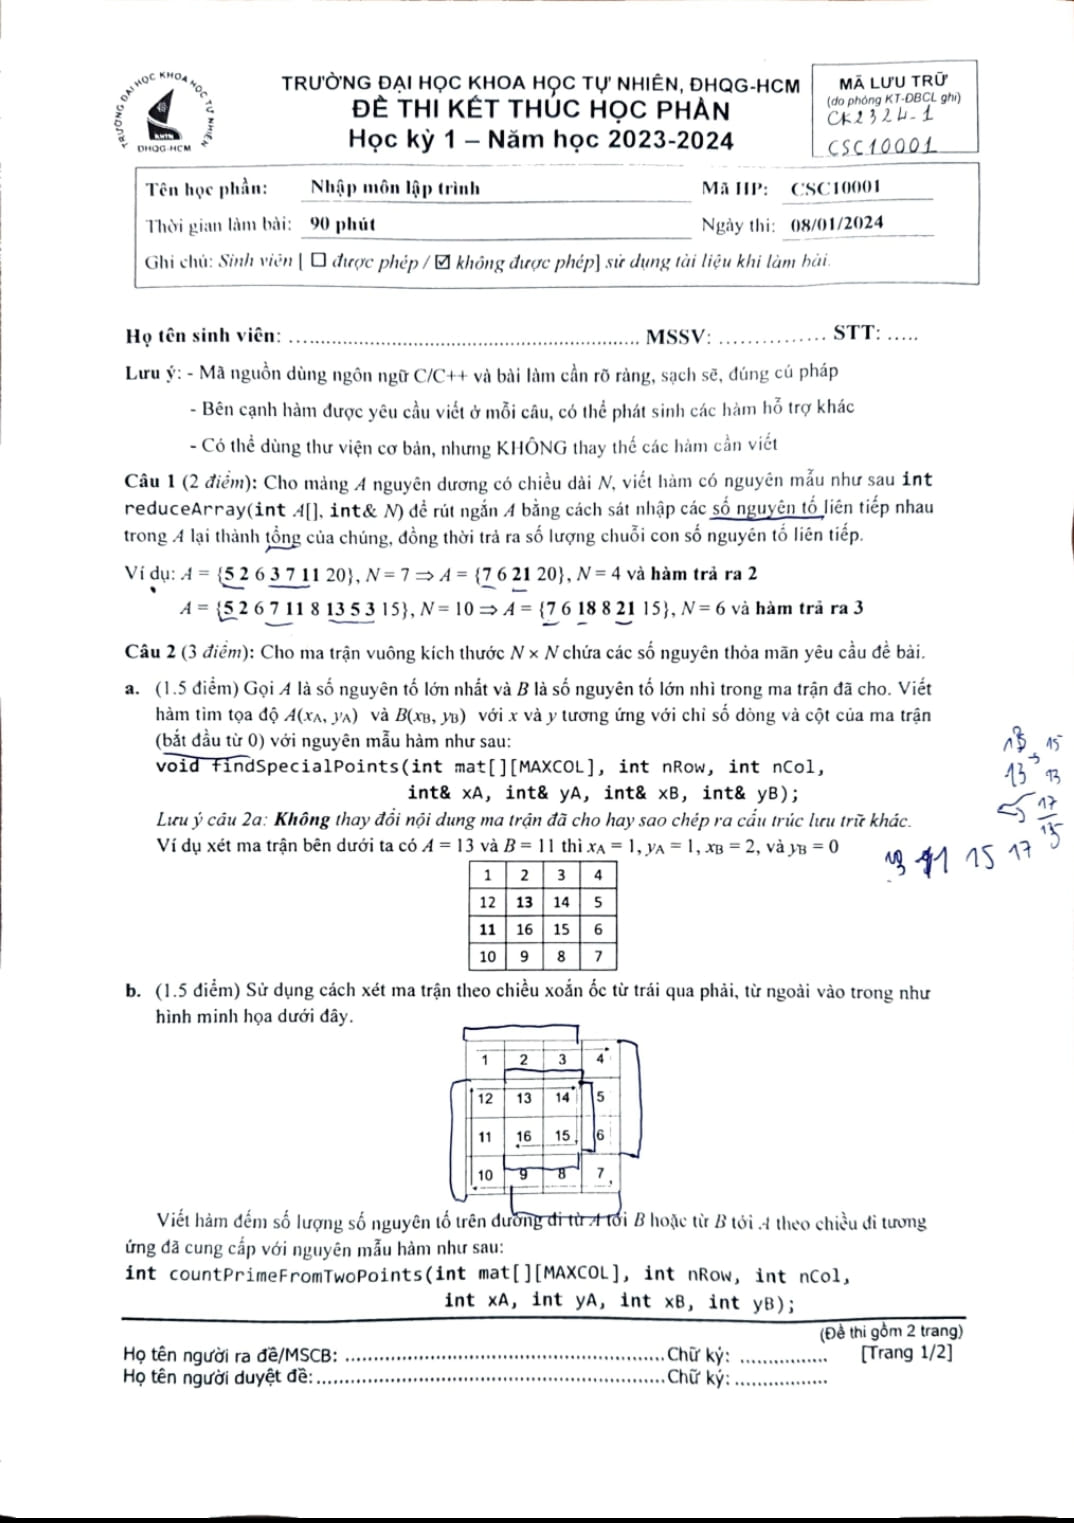 TRƯỜNG ĐẠI HỌC KHOA HỌC TỰ NHIÊN
DHQG-HCM
TRƯỜNG ĐẠI HỌC KHOA HỌC TỰ NHIÊN, ĐHQG-HCM
ĐỀ THI KẾT THÚC HỌC PHẦN
Học kỳ 1 – Năm học 2023-2024
MÃ LƯU TRỮ
(do phòng KT-ĐBCL ghi)
CK2324-1
CSC10001
Tên học phần: Nhập môn lập trình Mã HP: CSC10001
Thời gian làm bài: 90 phút Ngày thi: 08/01/2024
Ghi chú: Sinh viên [ ☐ được phép / ☑ không được phép] sử dụng tài liệu khi làm bài.
Họ tên sinh viên: ........................ MSSV: ............... STT: .....
Lưu ý: - Mã nguồn dùng ngôn ngữ C/C++ và bài làm cần rõ ràng, sạch sẽ, đúng cú pháp
- Bên cạnh hàm được yêu cầu viết ở mỗi câu, có thể phát sinh các hàm hỗ trợ khác
- Có thể dùng thư viện cơ bản, nhưng KHÔNG thay thế các hàm cần viết
Câu 1 (2 điểm): Cho mảng A nguyên dương có chiều dài N, viết hàm có nguyên mẫu như sau int
reduceArray(int A[], int& N) để rút ngắn A bằng cách sát nhập các số nguyên tố liên tiếp nhau
trong A lại thành tổng của chúng, đồng thời trả ra số lượng chuỗi con số nguyên tố liên tiếp.
Ví dụ: A = {5 2 6 3 7 11 20}, N = 7 ⇒ A = {7 6 21 20}, N = 4 và hàm trả ra 2
A = {5 2 6 7 11 8 13 5 3 15}, N = 10 ⇒ A = {7 6 18 8 21 15}, N = 6 và hàm trả ra 3
Câu 2 (3 điểm): Cho ma trận vuông kích thước N × N chứa các số nguyên thỏa mãn yêu cầu đề bài.
a. (1.5 điểm) Gọi A là số nguyên tố lớn nhất và B là số nguyên tố lớn nhì trong ma trận đã cho. Viết
hàm tìm tọa độ A(xA, yA) và B(xB, yB) với x và y tương ứng với chỉ số dòng và cột của ma trận
(bắt đầu từ 0) với nguyên mẫu hàm như sau:
void findSpecialPoints(int mat[][MAXCOL], int nRow, int nCol,
int& xA, int& yA, int& xB, int& yB);
Lưu ý câu 2a: Không thay đổi nội dung ma trận đã cho hay sao chép ra cấu trúc lưu trữ khác.
Ví dụ xét ma trận bên dưới ta có A = 13 và B = 11 thì xA = 1, yA = 1, xB = 2, và yB = 0
15
13 13
17
15 17
1 2 3 4
12 13 14 5
11 16 15 6
10 9 8 7
b. (1.5 điểm) Sử dụng cách xét ma trận theo chiều xoắn ốc từ trái qua phải, từ ngoài vào trong như
hình minh họa dưới đây.
1 2 3 4
12 13 14 5
11 16 15 6
10 9 8 7
Viết hàm đếm số lượng số nguyên tố trên đường đi từ A tới B hoặc từ B tới A theo chiều đi tương
ứng đã cung cấp với nguyên mẫu hàm như sau:
int countPrimeFromTwoPoints(int mat[][MAXCOL], int nRow, int nCol,
int xA, int yA, int xB, int yB);
(Đề thi gồm 2 trang)
Họ tên người ra đề/MSCB: ........................ Chữ ký: ............... [Trang 1/2]
Họ tên người duyệt đề: ........................ Chữ ký: ...............